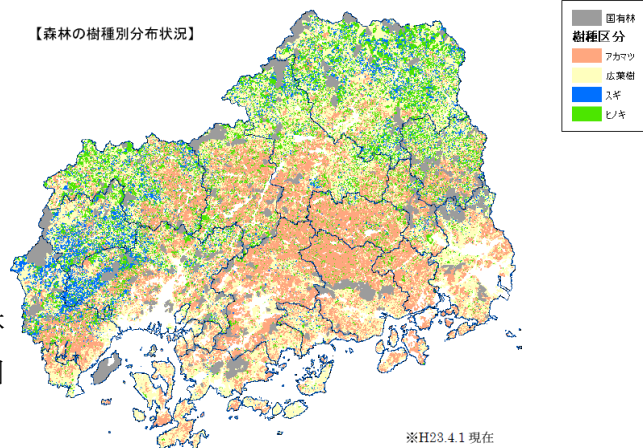 【森林の樹種別分布状況】
国有林
樹種区分
アカマツ
広葉樹
スギ
ヒノキ
※H23.4.1 現在